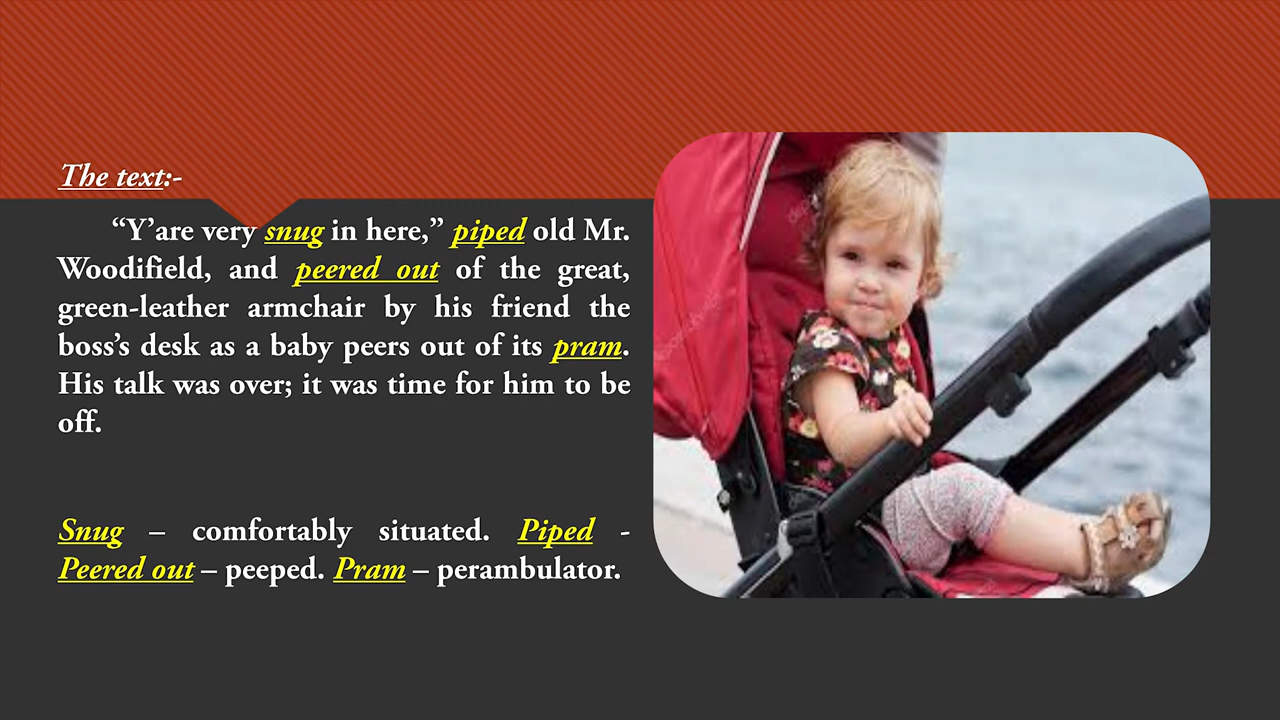 The text:-
“Y’are very snug in here,” piped old Mr.
Woodifield, and peered out of the great,
green-leather armchair by his friend the
boss’s desk as a baby peers out of its pram.
His talk was over; it was time for him to be
off.
Snug – comfortably situated. Piped -
Peered out – peeped. Pram – perambulator.